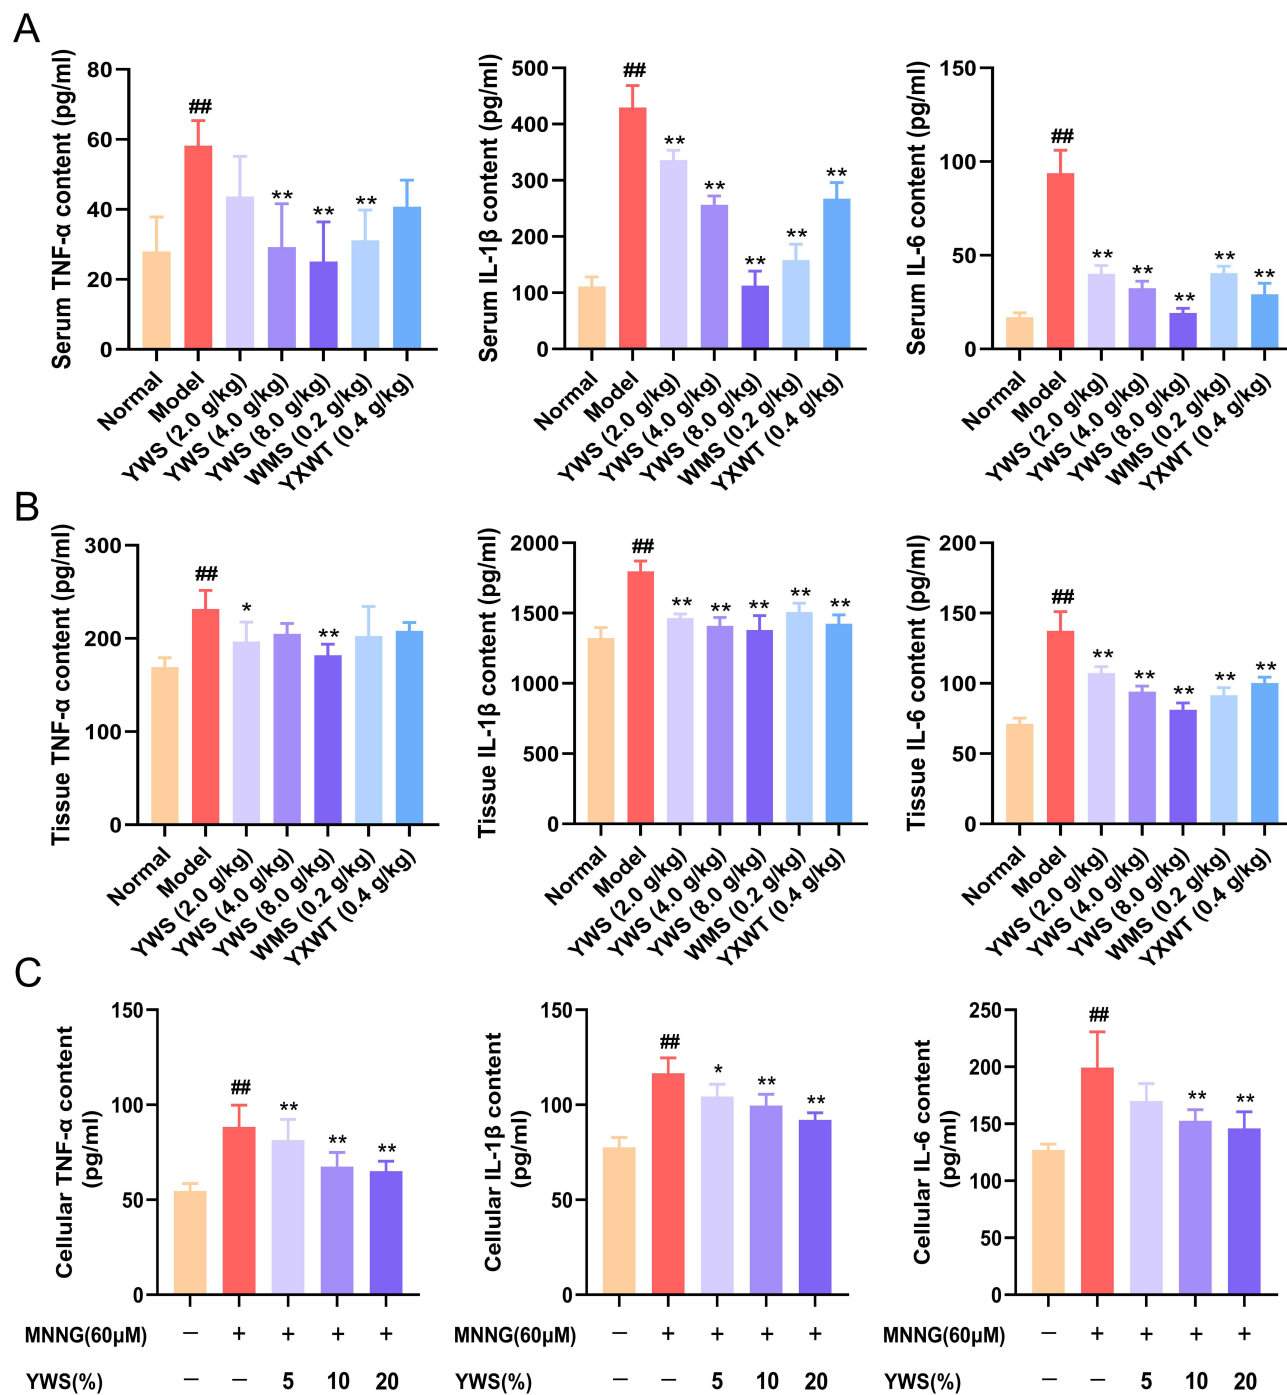 A
Serum TNF-α content (pg/ml)
80
60
40
20
0
##
**
**
**
Normal
Model
YWS (2.0 g/kg)
YWS (4.0 g/kg)
YWS (8.0 g/kg)
WMS (0.2 g/kg)
YXWT (0.4 g/kg)
Serum IL-1β content (pg/ml)
500
400
300
200
100
0
##
**
**
**
**
**
Normal
Model
YWS (2.0 g/kg)
YWS (4.0 g/kg)
YWS (8.0 g/kg)
WMS (0.2 g/kg)
YXWT (0.4 g/kg)
Serum IL-6 content (pg/ml)
150
100
50
0
##
**
**
**
**
**
Normal
Model
YWS (2.0 g/kg)
YWS (4.0 g/kg)
YWS (8.0 g/kg)
WMS (0.2 g/kg)
YXWT (0.4 g/kg)
B
Tissue TNF-α content (pg/ml)
300
200
100
0
##
*
**
Normal
Model
YWS (2.0 g/kg)
YWS (4.0 g/kg)
YWS (8.0 g/kg)
WMS (0.2 g/kg)
YXWT (0.4 g/kg)
Tissue IL-1β content (pg/ml)
2000
1500
1000
500
0
##
**
**
**
**
**
Normal
Model
YWS (2.0 g/kg)
YWS (4.0 g/kg)
YWS (8.0 g/kg)
WMS (0.2 g/kg)
YXWT (0.4 g/kg)
Tissue IL-6 content (pg/ml)
200
150
100
50
0
##
**
**
**
**
**
Normal
Model
YWS (2.0 g/kg)
YWS (4.0 g/kg)
YWS (8.0 g/kg)
WMS (0.2 g/kg)
YXWT (0.4 g/kg)
C
Cellular TNF-α content
(pg/ml)
150
100
50
0
##
**
**
**
MNNG(60μM) − + + + +
YWS(%) − − 5 10 20
Cellular IL-1β content
(pg/ml)
150
100
50
0
##
*
**
**
MNNG(60μM) − + + + +
YWS(%) − − 5 10 20
Cellular IL-6 content
(pg/ml)
250
200
150
100
50
0
##
**
**
MNNG(60μM) − + + + +
YWS(%) − − 5 10 20